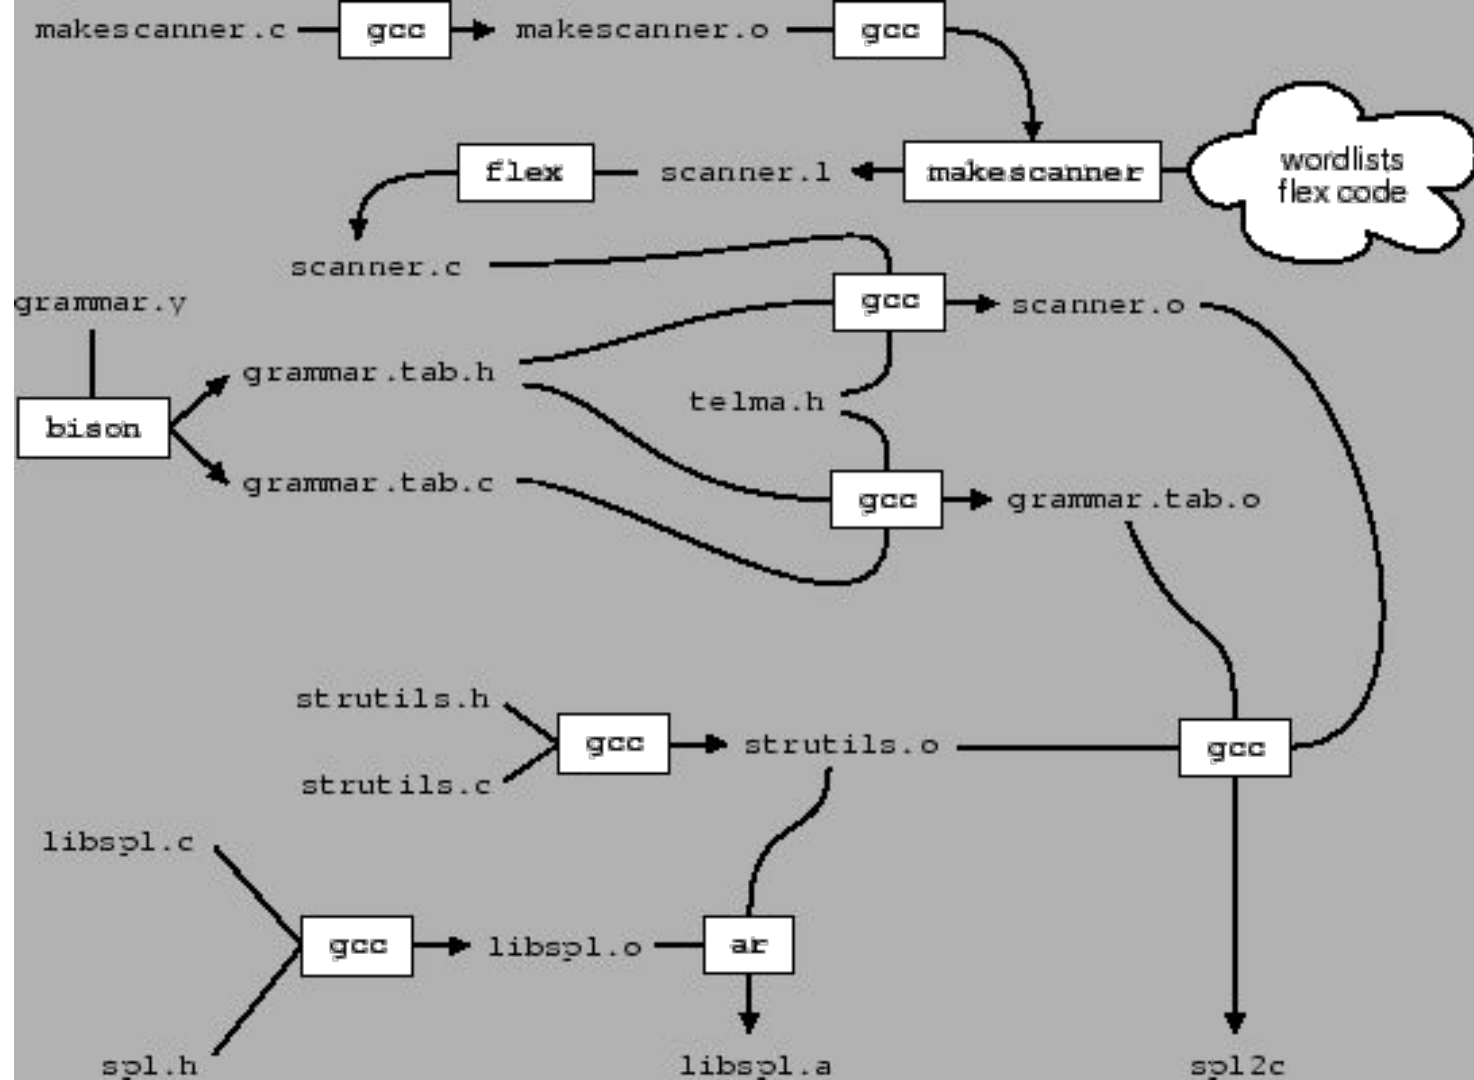 makescanner.c
gcc
makescanner.o
gcc
flex
scanner.l
makescanner
wordlists
flex code
scanner.c
grammar.y
gcc
scanner.o
grammar.tab.h
telma.h
bison
grammar.tab.c
gcc
grammar.tab.o
strutils.h
gcc
strutils.o
gcc
strutils.c
libspl.c
gcc
libspl.o
ar
spl.h
libspl.a
spl2c